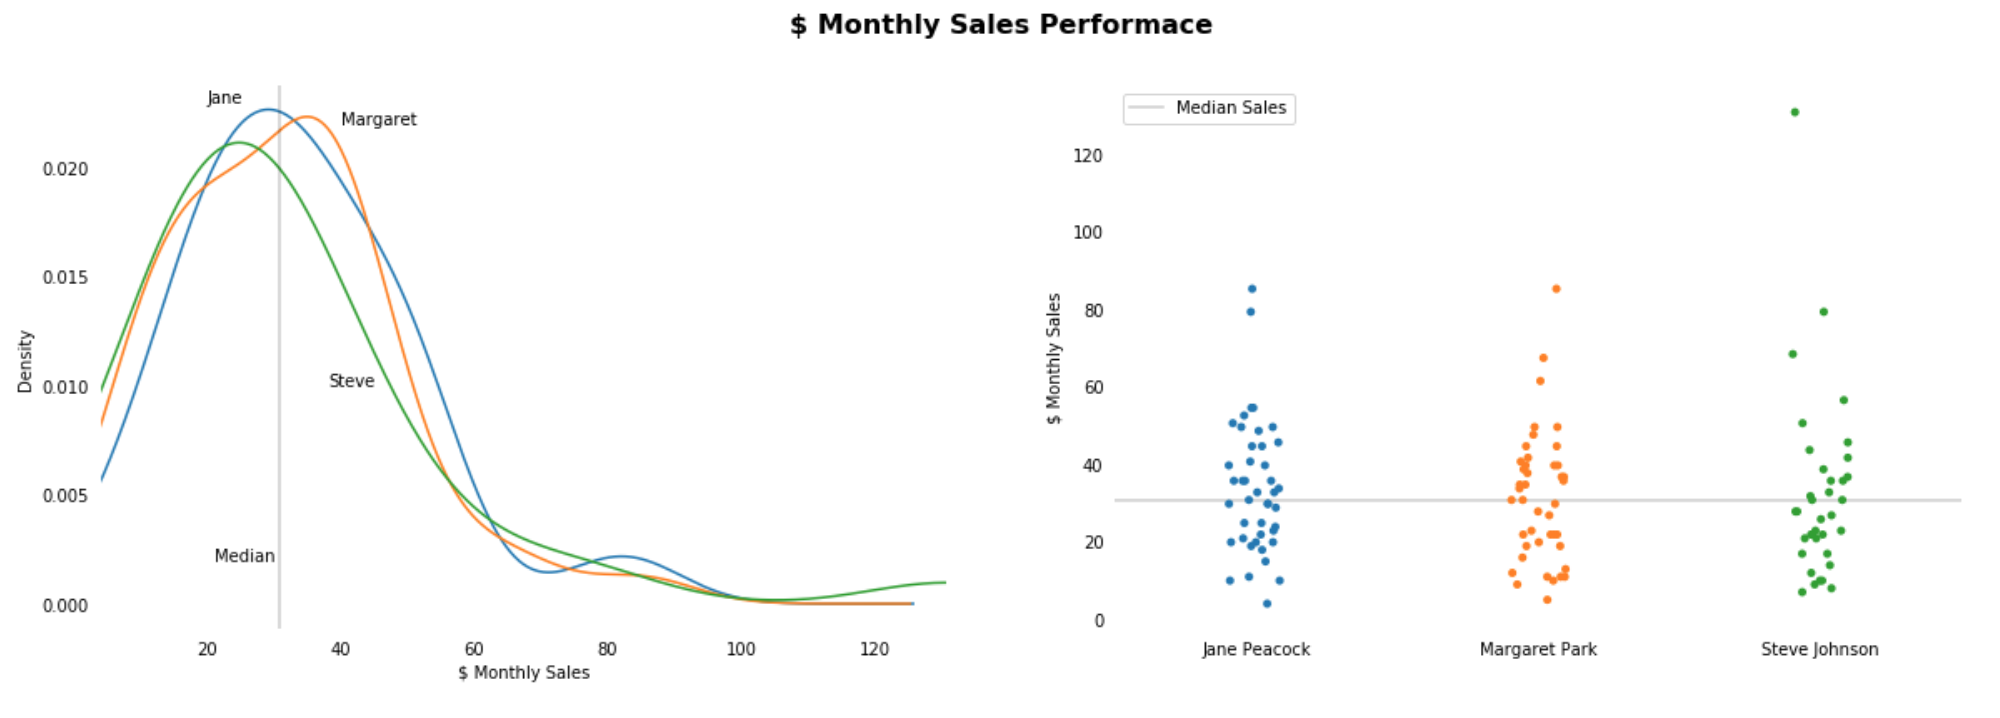 $ Monthly Sales Performace
Jane
Margaret
Steve
Median
Density
0.020
0.015
0.010
0.005
0.000
20 40 60 80 100 120
$ Monthly Sales
Median Sales
$ Monthly Sales
120
100
80
60
40
20
0
Jane Peacock Margaret Park Steve Johnson